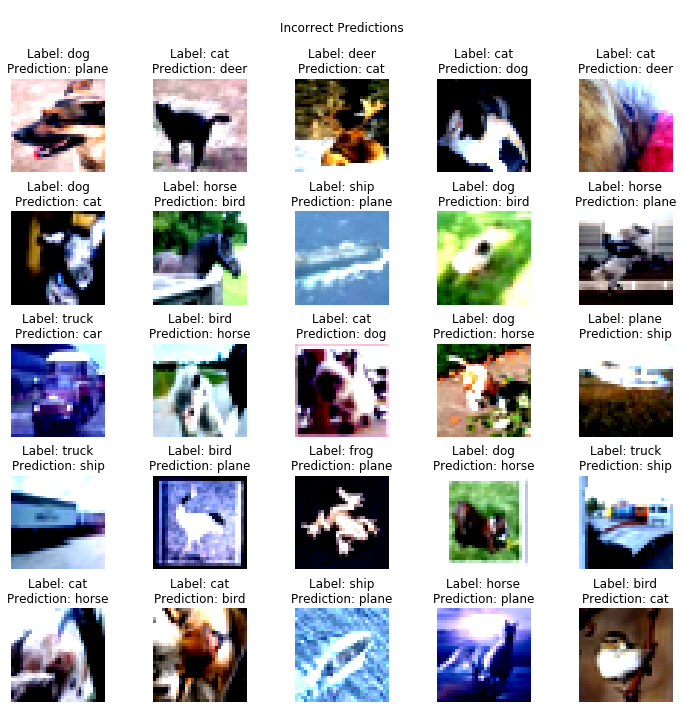 Incorrect Predictions
Label: dog
Prediction: plane
Label: cat
Prediction: deer
Label: deer
Prediction: cat
Label: cat
Prediction: dog
Label: cat
Prediction: deer
Label: dog
Prediction: cat
Label: horse
Prediction: bird
Label: ship
Prediction: plane
Label: dog
Prediction: bird
Label: horse
Prediction: plane
Label: truck
Prediction: car
Label: bird
Prediction: horse
Label: cat
Prediction: dog
Label: dog
Prediction: horse
Label: plane
Prediction: ship
Label: truck
Prediction: ship
Label: bird
Prediction: plane
Label: frog
Prediction: plane
Label: dog
Prediction: horse
Label: truck
Prediction: ship
Label: cat
Prediction: horse
Label: cat
Prediction: bird
Label: ship
Prediction: plane
Label: horse
Prediction: plane
Label: bird
Prediction: cat